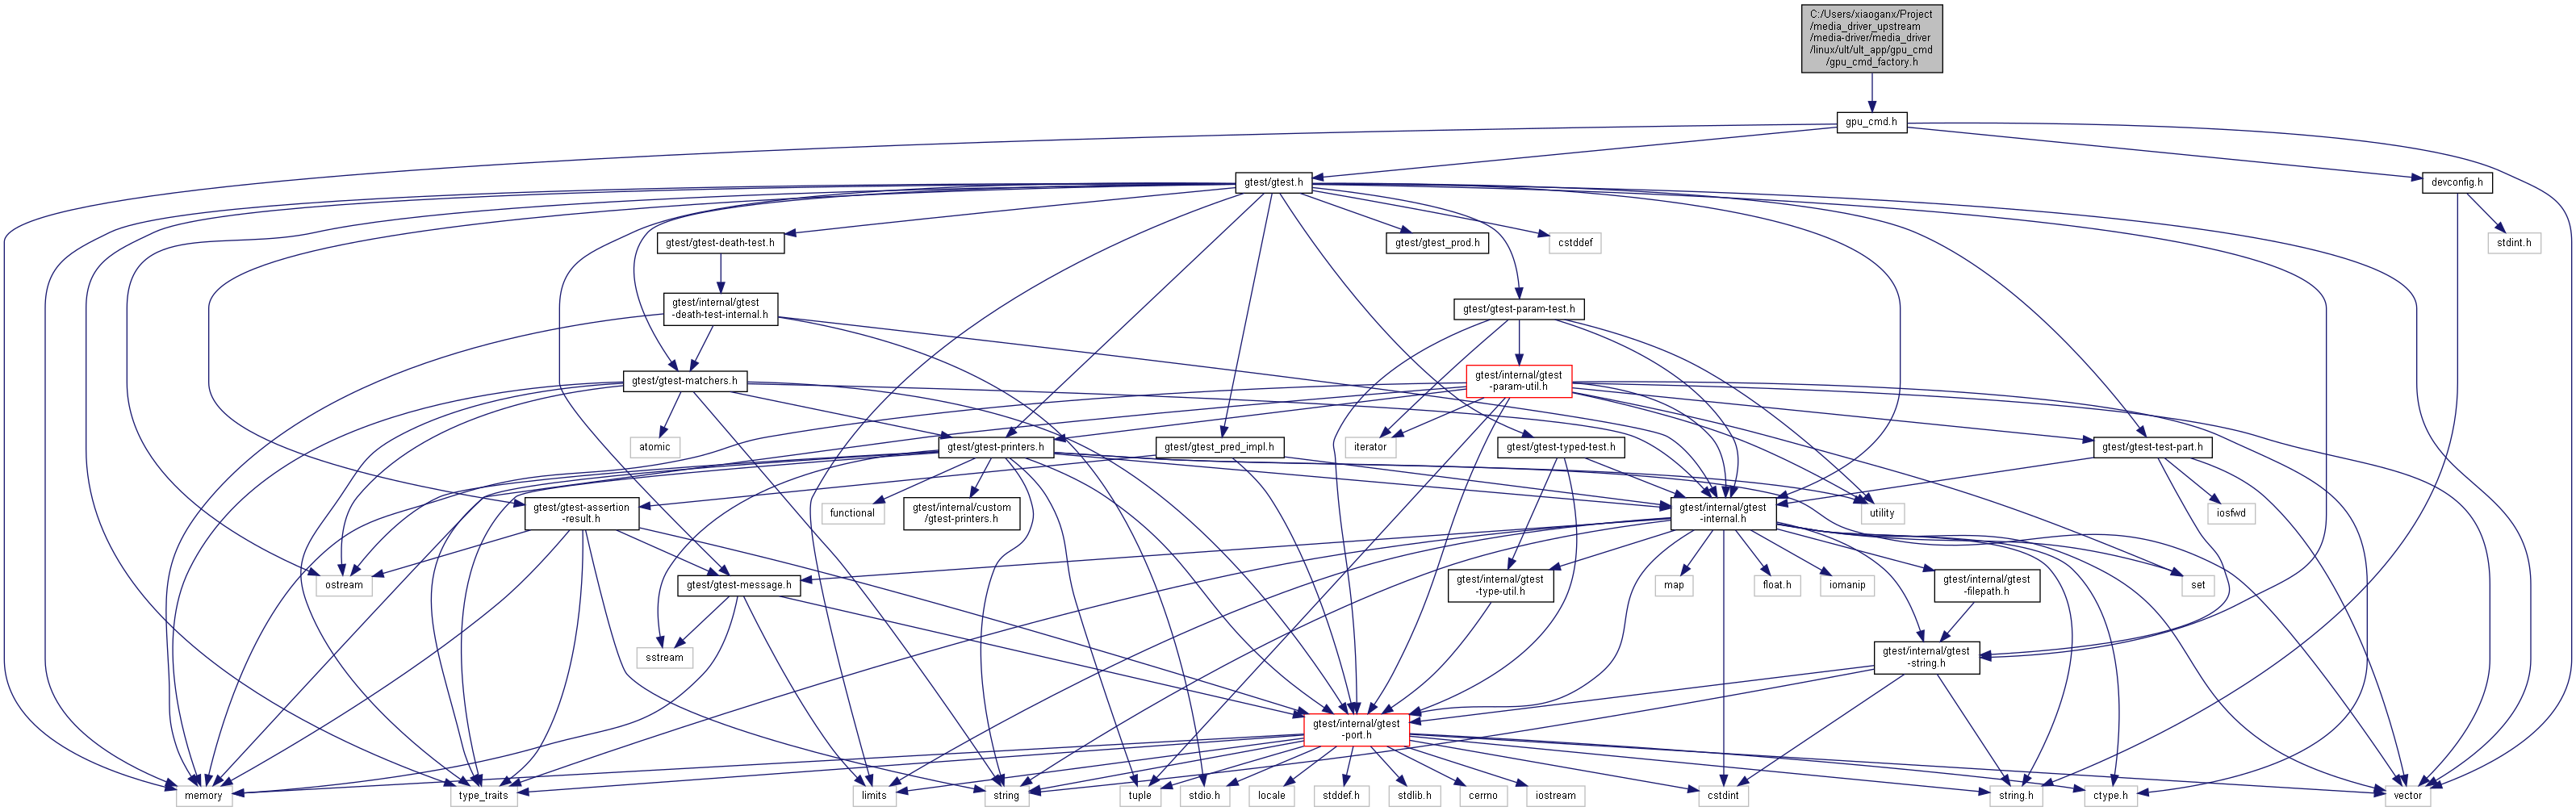 C:/Users/xiaoganx/Project
/media_driver_upstream
/media-driver/media_driver
/linux/ult/ult_app/gpu_cmd
/gpu_cmd_factory.h
gpu_cmd.h
gtest/gtest.h
devconfig.h
gtest/gtest-death-test.h
gtest/gtest_prod.h
cstddef
stdint.h
gtest/internal/gtest
-death-test-internal.h
gtest/gtest-param-test.h
gtest/gtest-matchers.h
gtest/internal/gtest
-param-util.h
atomic
gtest/gtest-printers.h
gtest/gtest_pred_impl.h
iterator
gtest/gtest-typed-test.h
gtest/gtest-test-part.h
gtest/gtest-assertion
-result.h
functional
gtest/internal/custom
/gtest-printers.h
gtest/internal/gtest
-internal.h
utility
iosfwd
ostream
gtest/gtest-message.h
gtest/internal/gtest
-type-util.h
map
float.h
iomanip
gtest/internal/gtest
-filepath.h
set
sstream
gtest/internal/gtest
-string.h
gtest/internal/gtest
-port.h
memory
type_traits
limits
string
tuple
stdio.h
locale
stddef.h
stdlib.h
cerrno
iostream
cstdint
string.h
ctype.h
vector